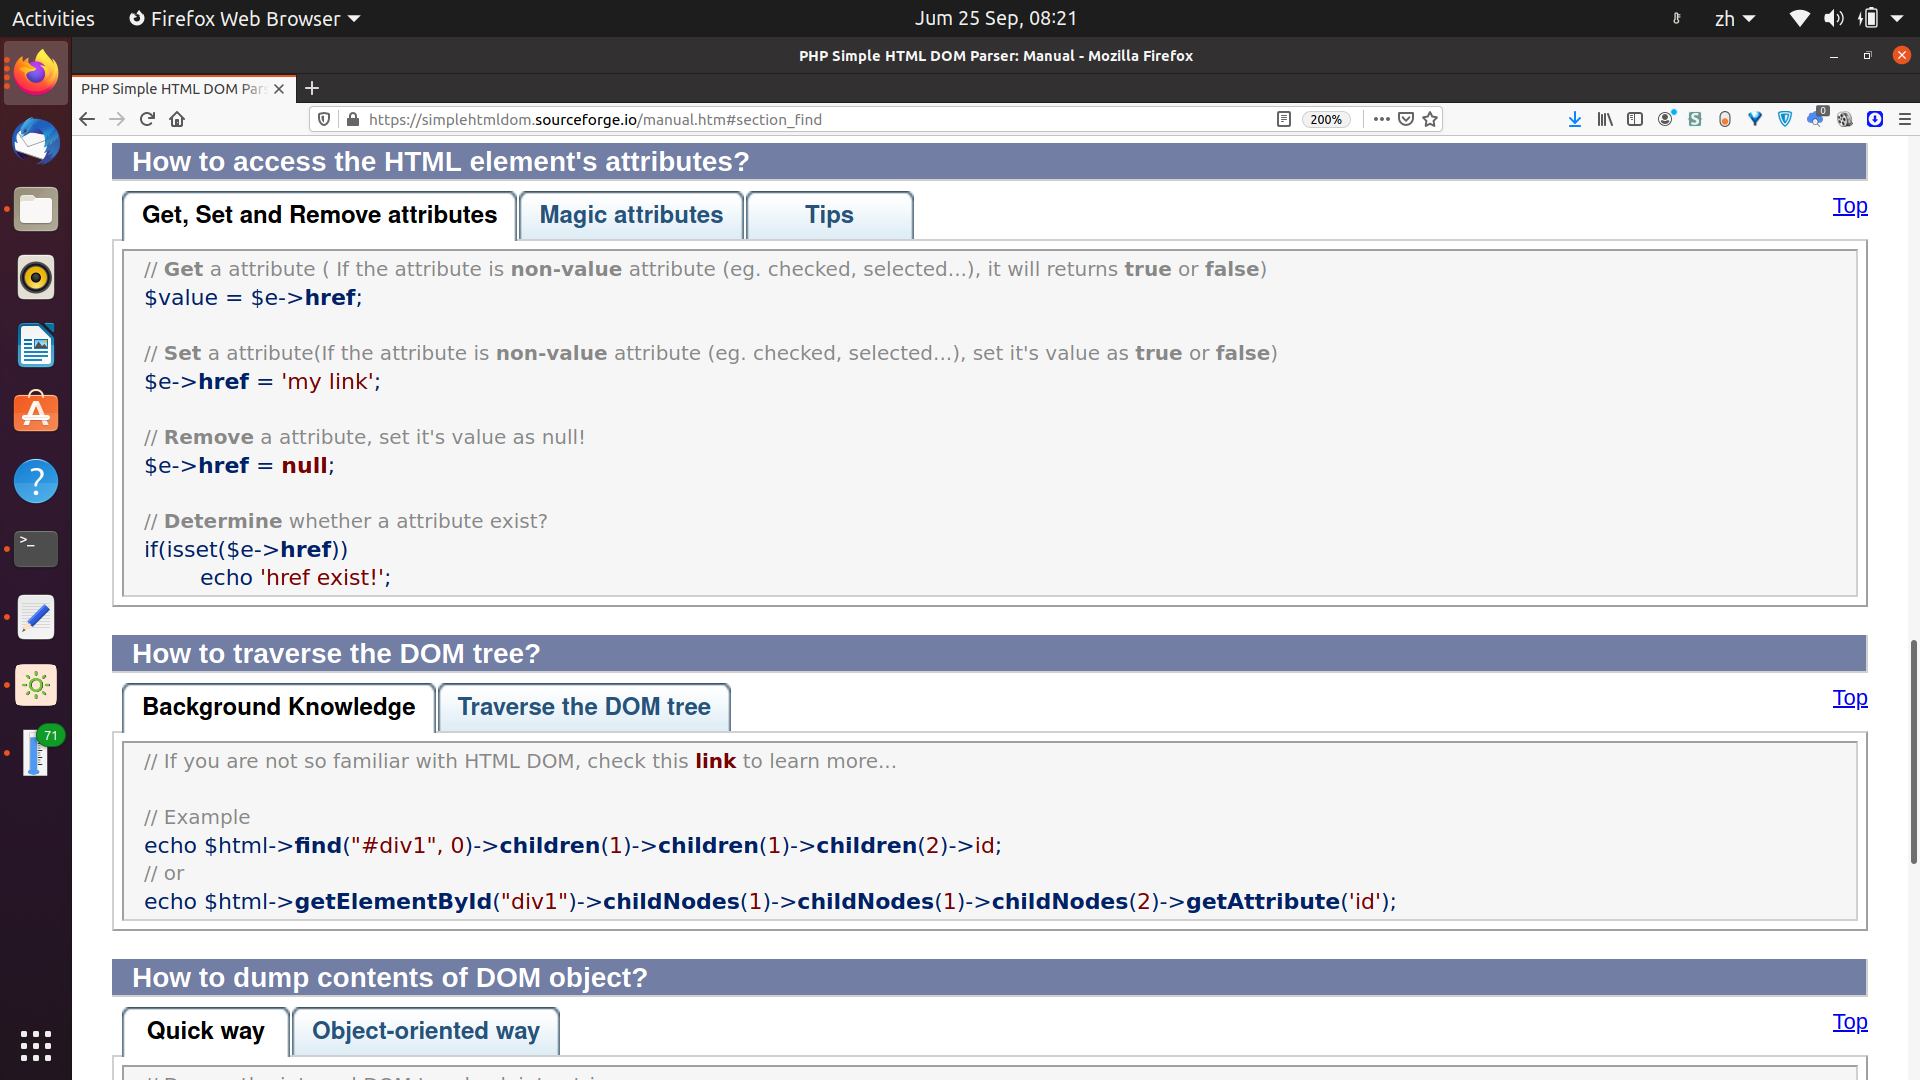 Activities
Firefox Web Browser
Jum 25 Sep, 08:21
zh
PHP Simple HTML DOM Parser: Manual - Mozilla Firefox
PHP Simple HTML DOM Par
https://simplehtmldom.sourceforge.io/manual.htm#section_find
200%
0
How to access the HTML element's attributes?
Get, Set and Remove attributes
Magic attributes
Tips
Top
// Get a attribute ( If the attribute is non-value attribute (eg. checked, selected...), it will returns true or false)
$value = $e->href;
// Set a attribute(If the attribute is non-value attribute (eg. checked, selected...), set it's value as true or false)
$e->href = 'my link';
// Remove a attribute, set it's value as null!
$e->href = null;
// Determine whether a attribute exist?
if(isset($e->href))
echo 'href exist!';
71
How to traverse the DOM tree?
Background Knowledge
Traverse the DOM tree
Top
// If you are not so familiar with HTML DOM, check this link to learn more...
// Example
echo $html->find("#div1", 0)->children(1)->children(1)->children(2)->id;
// or
echo $html->getElementById("div1")->childNodes(1)->childNodes(1)->childNodes(2)->getAttribute('id');
How to dump contents of DOM object?
Quick way
Object-oriented way
Top